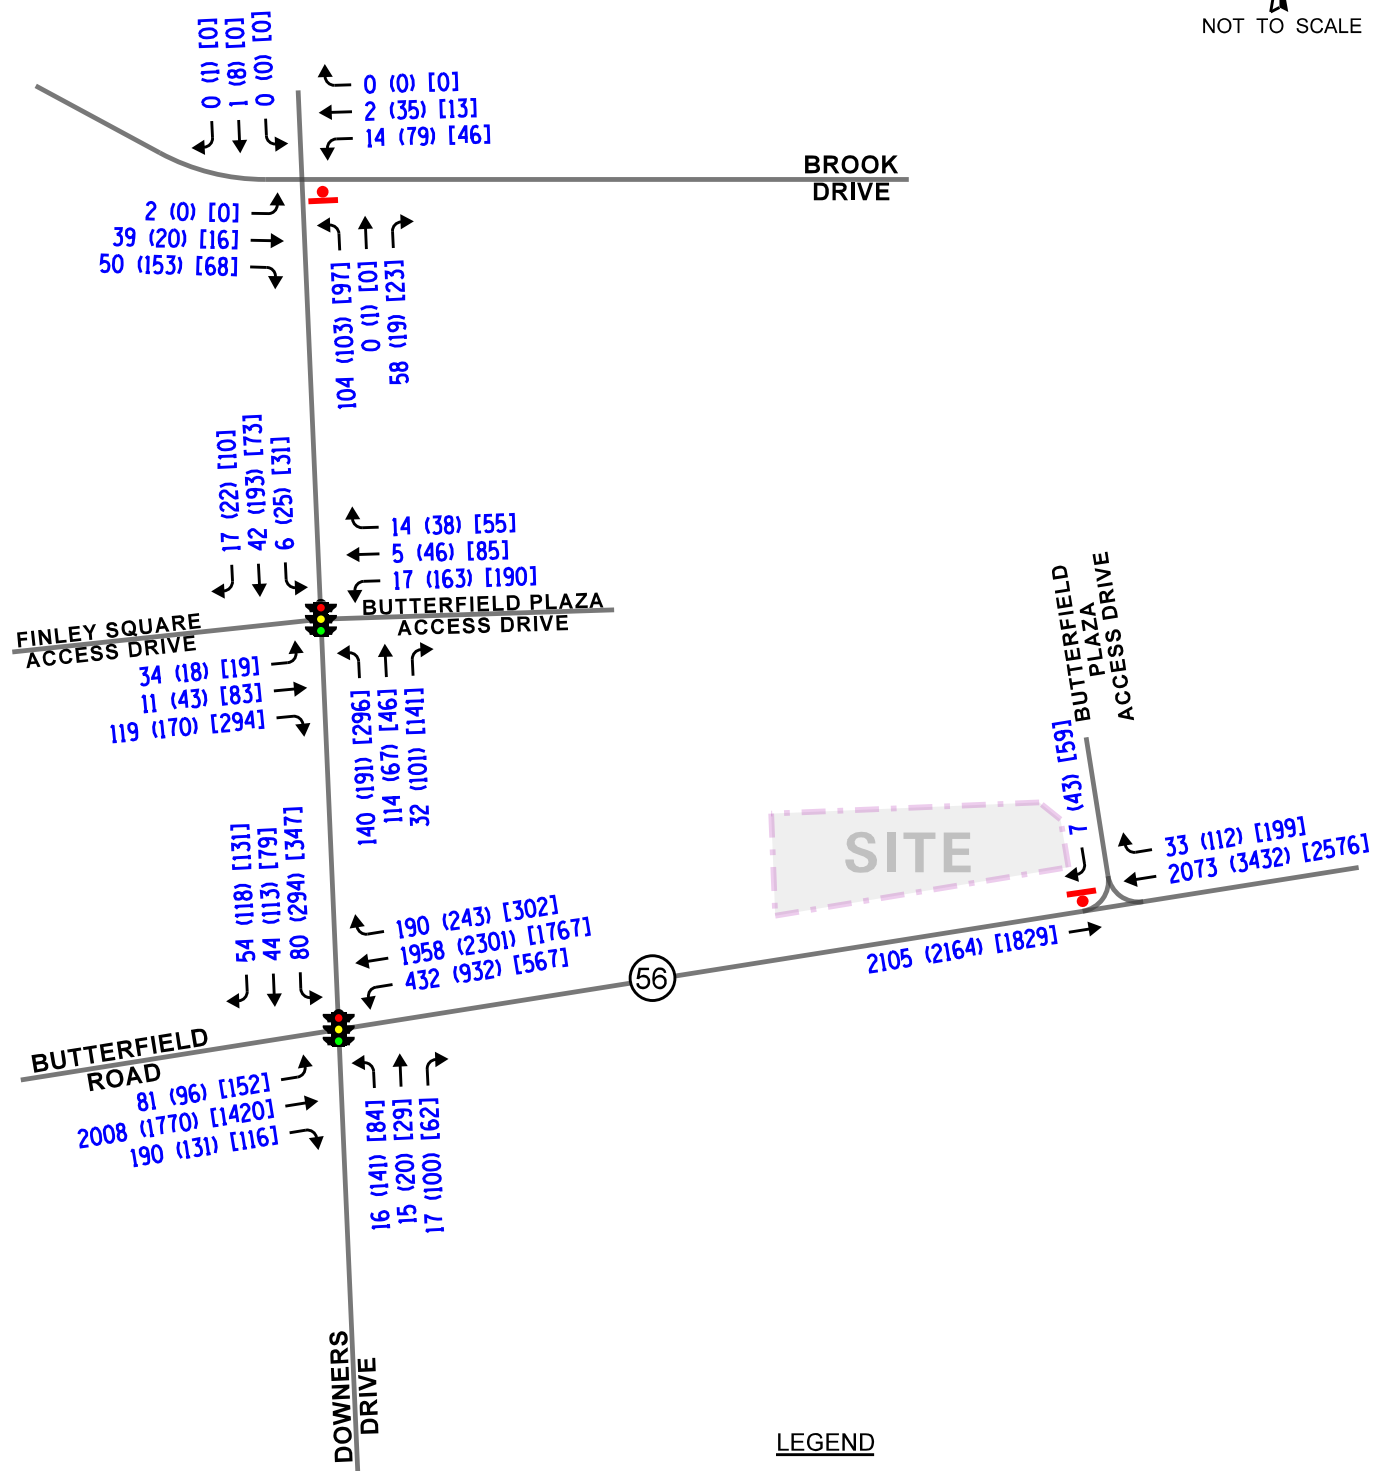 NOT TO SCALE
0 (1) [0]
1 (8) [0]
0 (0) [0]
0 (0) [0]
2 (35) [13]
14 (79) [46]
BROOK
DRIVE
2 (0) [0]
39 (20) [16]
50 (153) [68]
104 (103) [97]
0 (1) [0]
58 (19) [23]
17 (22) [10]
42 (193) [73]
6 (25) [31]
14 (38) [55]
5 (46) [85]
17 (163) [190]
FINLEY SQUARE
ACCESS DRIVE
BUTTERFIELD PLAZA
ACCESS DRIVE
34 (18) [19]
11 (43) [83]
119 (170) [294]
140 (191) [296]
114 (67) [46]
32 (101) [141]
BUTTERFIELD
PLAZA
ACCESS DRIVE
7 (43) [59]
33 (112) [199]
2073 (3432) [2576]
SITE
2105 (2164) [1829]
54 (118) [131]
44 (113) [79]
80 (294) [347]
190 (243) [302]
1958 (2301) [1767]
432 (932) [567]
56
BUTTERFIELD
ROAD
81 (96) [152]
2008 (1770) [1420]
190 (131) [116]
16 (141) [84]
15 (20) [29]
17 (100) [62]
DOWNERS
DRIVE
LEGEND